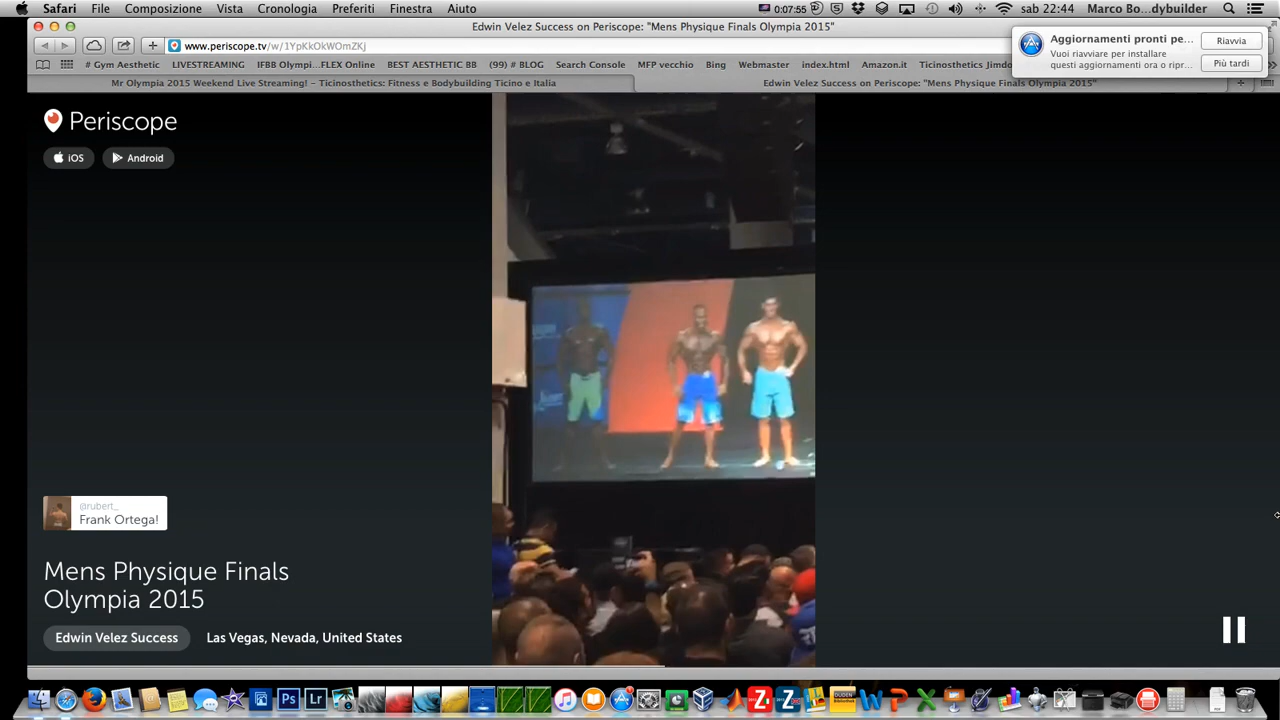 Safari File Composizione Vista Cronologia Preferiti Finestra Aiuto 0:07:55 sab 22:44 Marco Bo...dybuilder
Edwin Velez Success on Periscope: "Mens Physique Finals Olympia 2015"
www.periscope.tv/w/1YpKkOkWOmZKj
# Gym Aesthetic LIVESTREAMING IFBB Olympi...FLEX Online BEST AESTHETIC BB (99) # BLOG Search Console MFP vecchio Bing Webmaster index.html Amazon.it Ticinosthetics Jimdo
Mr Olympia 2015 Weekend Live Streaming! – Ticinosthetics: Fitness e Bodybuilding Ticino e Italia
Edwin Velez Success on Periscope: "Mens Physique Finals Olympia 2015"
Aggiornamenti pronti pe...
Vuoi riavviare per installare
questi aggiornamenti ora o ripr...
Riavvia
Più tardi
Periscope
iOS Android
@rubert_
Frank Ortega!
Mens Physique Finals
Olympia 2015
Edwin Velez Success Las Vegas, Nevada, United States